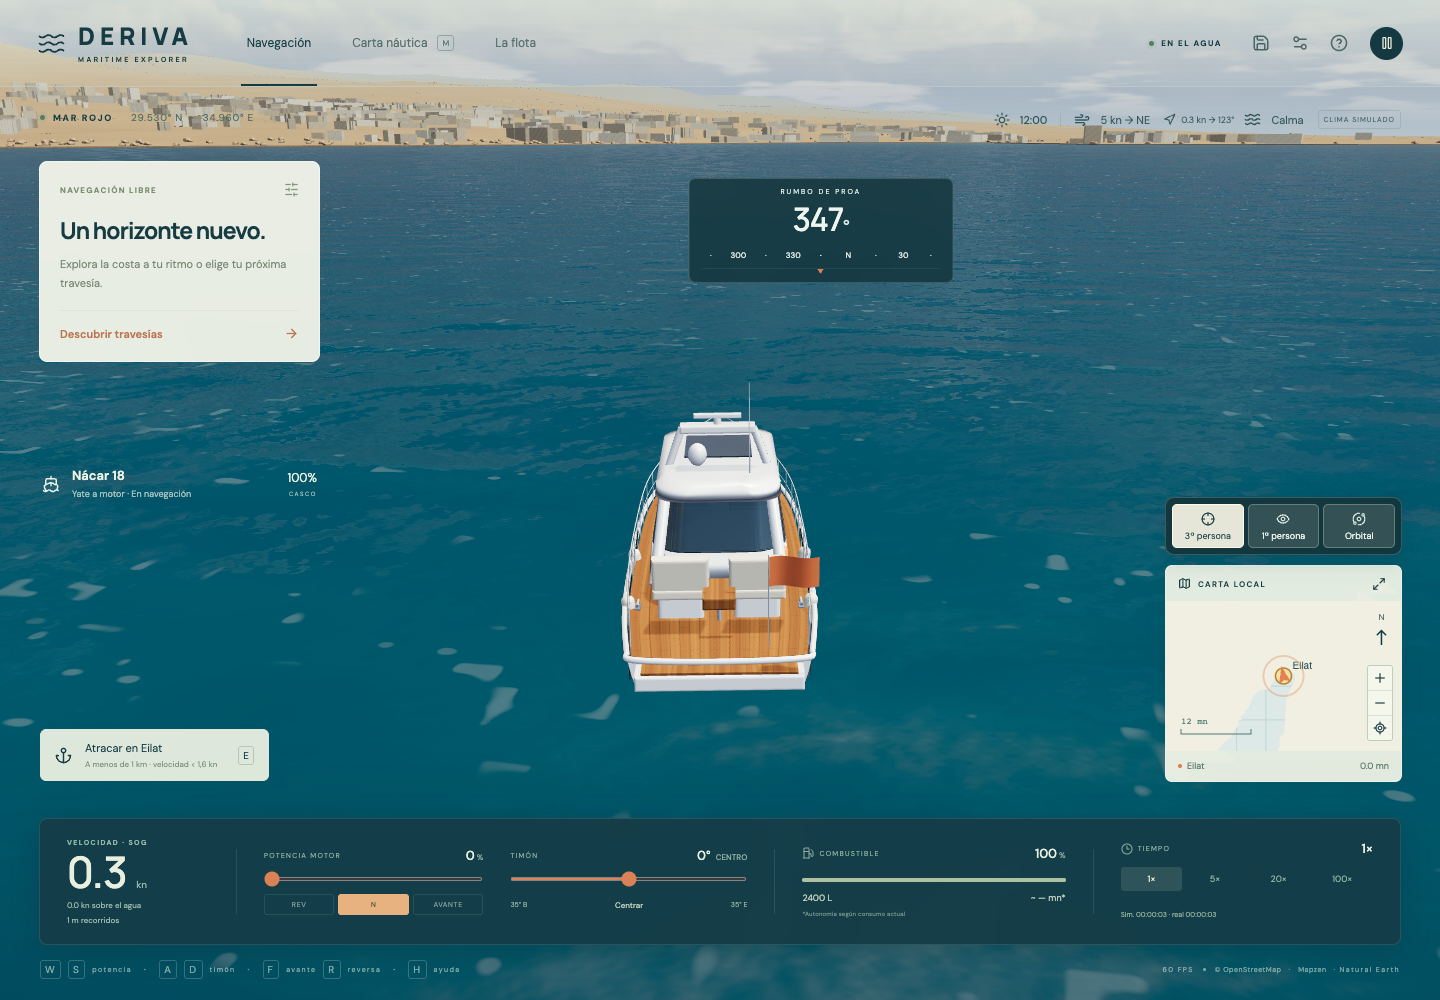 DERIVA
MARITIME EXPLORER
Navegación
Carta náutica M
La flota
EN EL AGUA
MAR ROJO 29.530° N 34.960° E
12:00
5 kn → NE
0.3 kn → 123°
Calma
CLIMA SIMULADO
NAVEGACIÓN LIBRE
Un horizonte nuevo.
Explora la costa a tu ritmo o elige tu próxima
travesía.
Descubrir travesías →
RUMBO DE PROA
347°
· 300 · 330 · N · 30 ·
Nácar 18
Yate a motor · En navegación
100%
CASCO
3ª persona
1ª persona
Orbital
CARTA LOCAL
N
Eilat
12 mn
+
−
Eilat 0.0 mn
Atracar en Eilat
A menos de 1 km · velocidad < 1,6 kn
E
VELOCIDAD · SOG
0.3 kn
0.0 kn sobre el agua
1 m recorridos
POTENCIA MOTOR 0 %
REV N AVANTE
TIMÓN 0° CENTRO
35° B Centrar 35° E
COMBUSTIBLE 100 %
2400 L ~ — mn*
*Autonomía según consumo actual
TIEMPO 1×
1× 5× 20× 100×
Sim. 00:00:03 · real 00:00:03
W S potencia · A D timón · F avante R reversa · H ayuda
60 FPS • © OpenStreetMap · Mapzen · Natural Earth